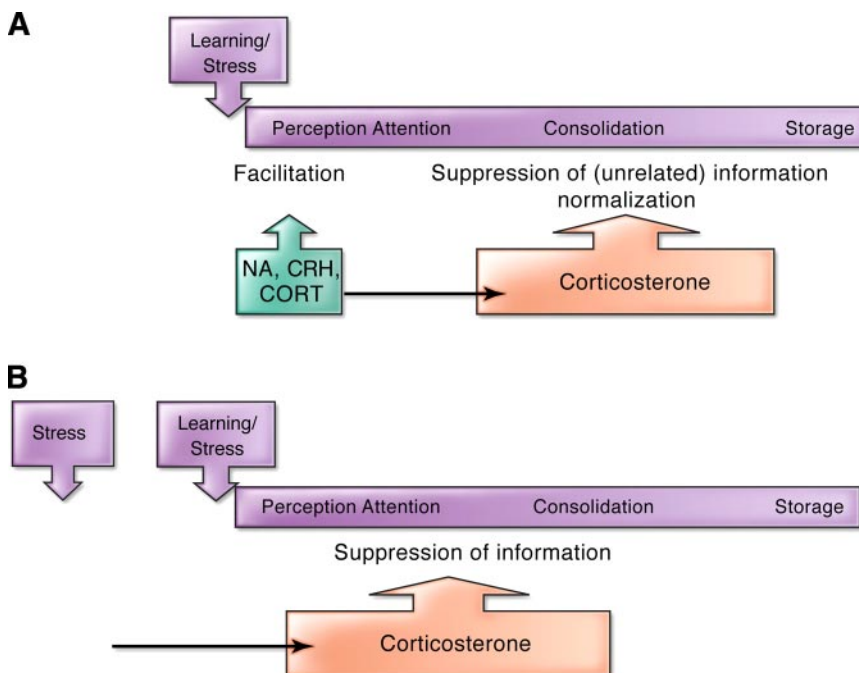 A
Learning/
Stress
Perception Attention Consolidation Storage
Facilitation
Suppression of (unrelated) information
normalization
NA, CRH,
CORT
Corticosterone
B
Stress
Learning/
Stress
Perception Attention Consolidation Storage
Suppression of information
Corticosterone